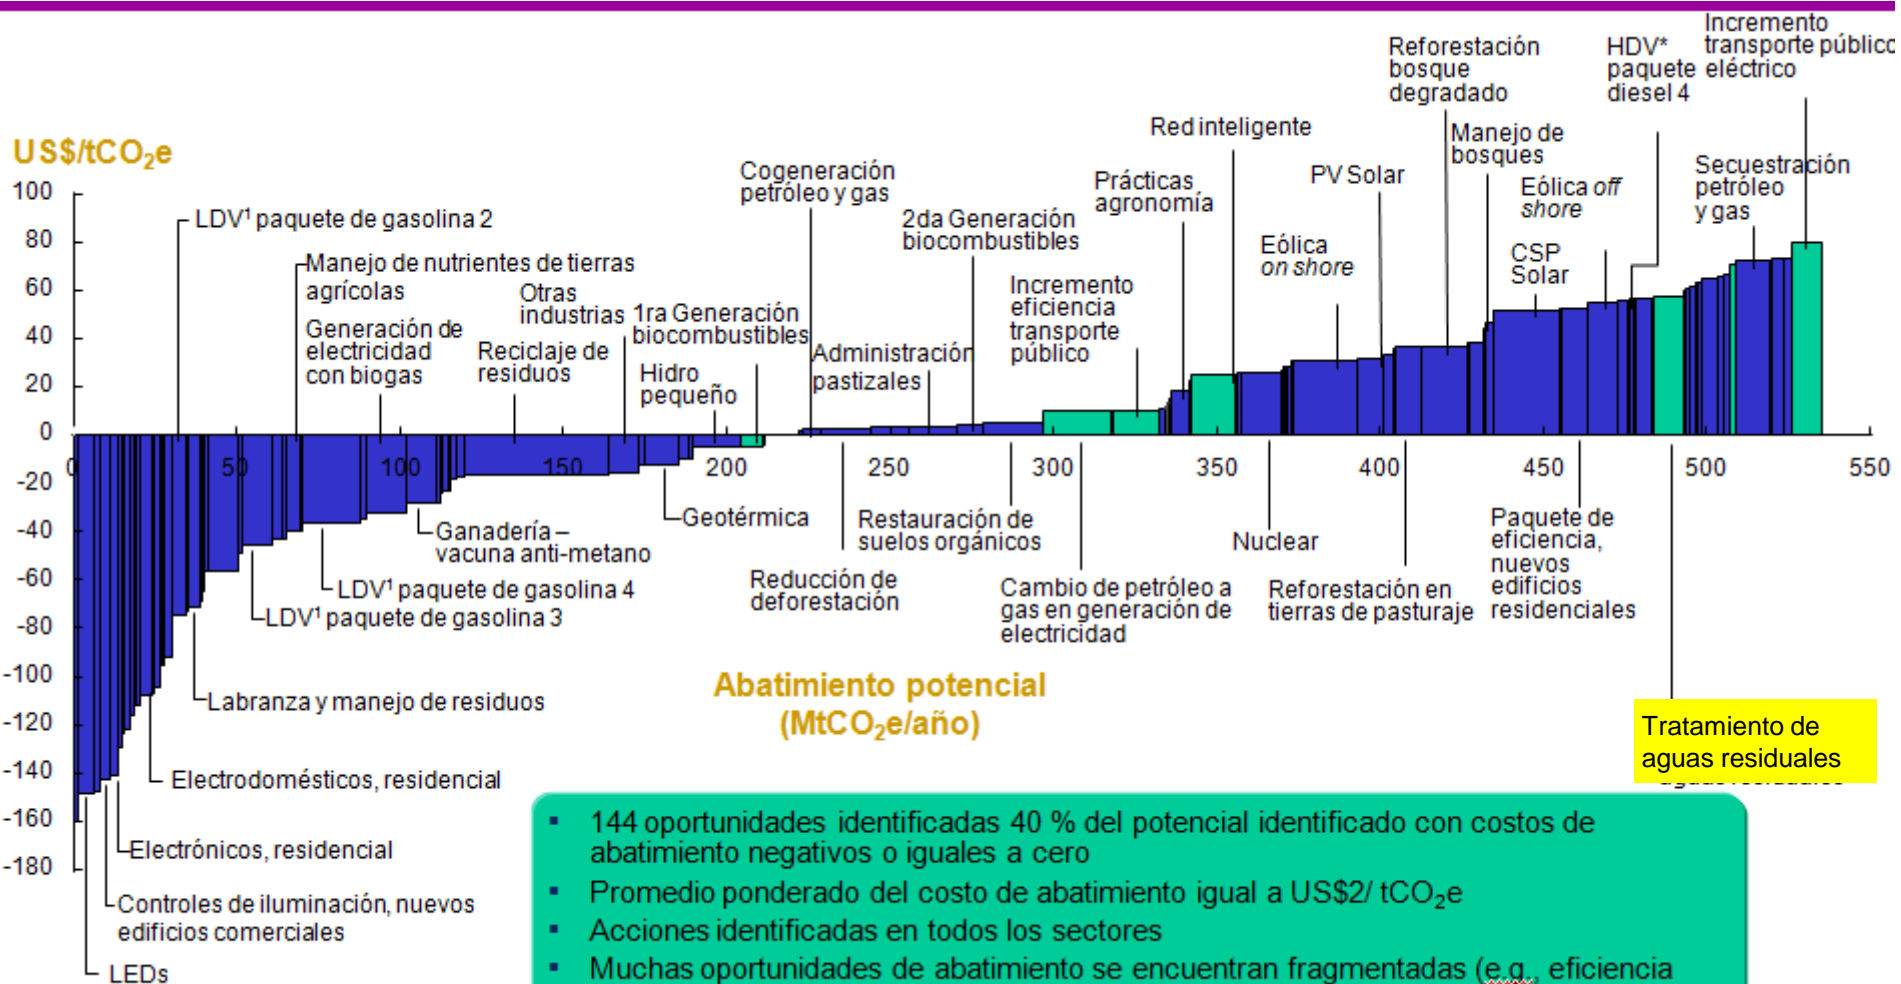 Incremento
transporte público
eléctrico
HDV*
paquete
diesel 4
Reforestación
bosque
degradado
Red inteligente
Manejo de
bosques
US$/tCO₂e
Cogeneración
petróleo y gas
Prácticas
agronomía
PV Solar
Eólica off
shore
Secuestración
petróleo
y gas
LDV¹ paquete de gasolina 2
2da Generación
biocombustibles
Manejo de nutrientes de tierras
agrícolas
Eólica
on shore
CSP
Solar
Otras
industrias
1ra Generación
biocombustibles
Incremento
eficiencia
transporte
público
Generación de
electricidad
con biogas
Reciclaje de
residuos
Hidro
pequeño
Administración
pastizales
100
80
60
40
20
0
-20
-40
-60
-80
-100
-120
-140
-160
-180
0 50 100 150 200 250 300 350 400 450 500 550
Geotérmica
Ganadería –
vacuna anti-metano
Restauración de
suelos orgánicos
Nuclear
Paquete de
eficiencia,
nuevos
edificios
residenciales
LDV¹ paquete de gasolina 4
LDV¹ paquete de gasolina 3
Reducción de
deforestación
Cambio de petróleo a
gas en generación de
electricidad
Reforestación en
tierras de pasturaje
Labranza y manejo de residuos
Abatimiento potencial
(MtCO₂e/año)
Tratamiento de
aguas residuales
Electrodomésticos, residencial
Electrónicos, residencial
Controles de iluminación, nuevos
edificios comerciales
LEDs
▪ 144 oportunidades identificadas 40 % del potencial identificado con costos de
abatimiento negativos o iguales a cero
▪ Promedio ponderado del costo de abatimiento igual a US$2/ tCO₂e
▪ Acciones identificadas en todos los sectores
▪ Muchas oportunidades de abatimiento se encuentran fragmentadas (e.g., eficiencia